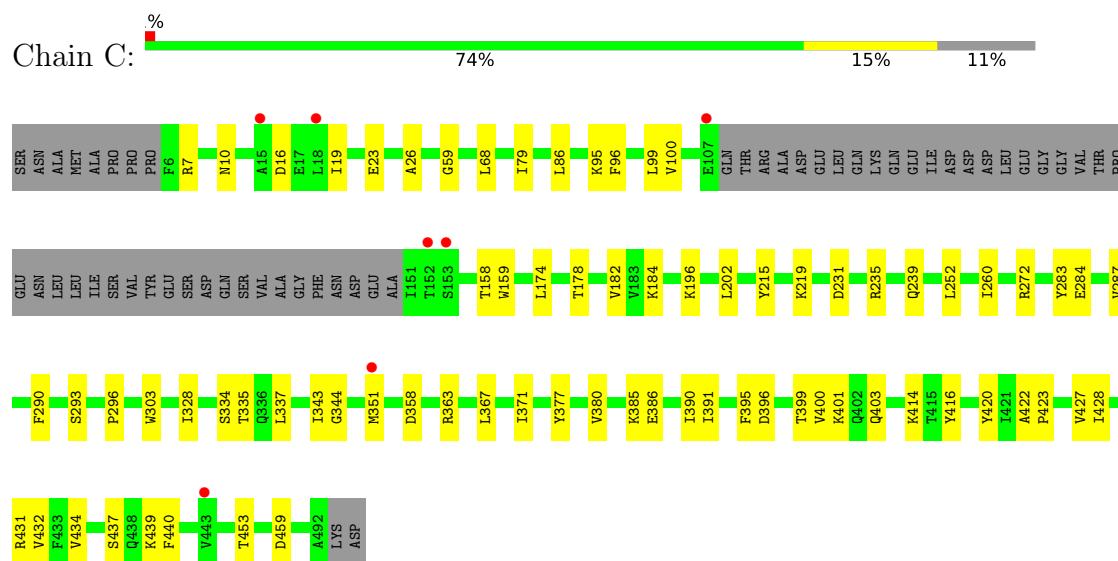 %
Chain C:
74% 15% 11%
SER ASN ALA MET ALA PRO PRO PRO F6 R7 N10 A15 D16 E17 L18 I19 E23 A26 G59 L68 I79 L86 K95 F96 L99 V100 E107 GLN THR ARG ALA ASP GLU LEU GLN LYS GLN GLU ILE ASP ASP ASP LEU GLU GLY GLY VAL THR PRO
GLU ASN LEU LEU ILE SER VAL TYR GLU SER ASP GLN SER VAL ALA GLY PHE ASN ASP GLU ALA I151 T152 S153 T158 W159 L174 T178 V182 V183 K184 K196 L202 Y215 K219 D231 R235 Q239 L252 I260 R272 Y283 E284 V287
F290 S293 P296 W303 I328 S334 T335 Q336 L337 I343 G344 M351 D358 R363 L367 I371 Y377 V380 K385 E386 I390 I391 F395 D396 T399 V400 K401 Q402 Q403 K414 T415 Y416 Y420 I421 A422 P423 V427 I428
R431 V432 F433 V434 S437 Q438 K439 F440 V443 T453 D459 A492 LYS ASP